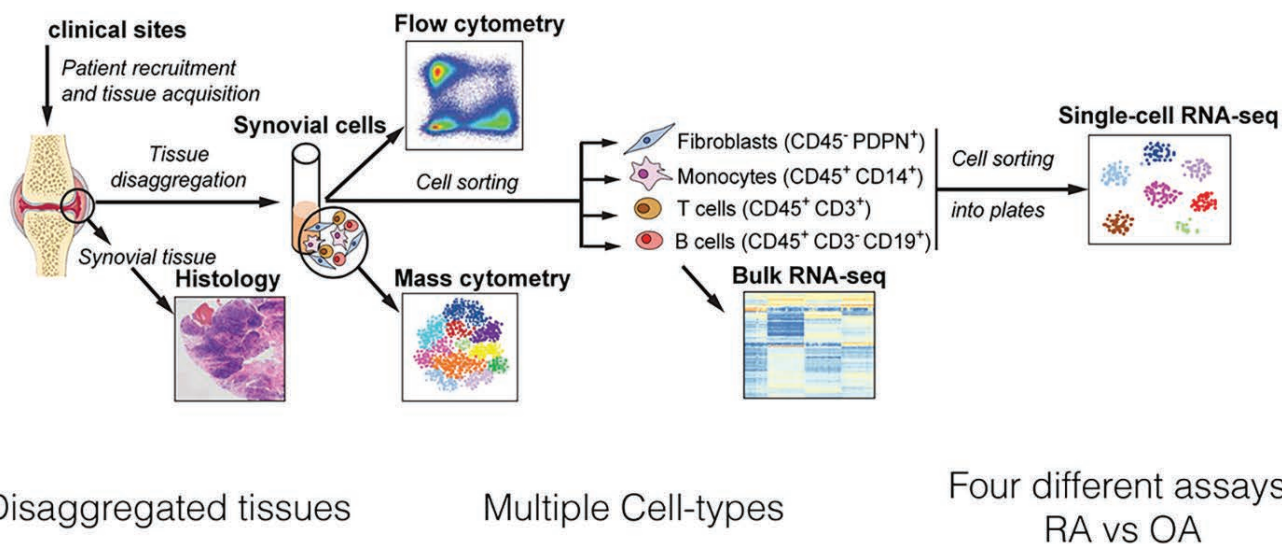 clinical sites
Patient recruitment
and tissue acquisition
Flow cytometry
Synovial cells
Tissue
disaggregation
Cell sorting
Fibroblasts (CD45⁻ PDPN⁺)
Monocytes (CD45⁺ CD14⁺)
T cells (CD45⁺ CD3⁺)
B cells (CD45⁺ CD3⁻ CD19⁺)
Cell sorting
into plates
Single-cell RNA-seq
Synovial tissue
Histology
Mass cytometry
Bulk RNA-seq
Disaggregated tissues
Multiple Cell-types
Four different assays
RA vs OA